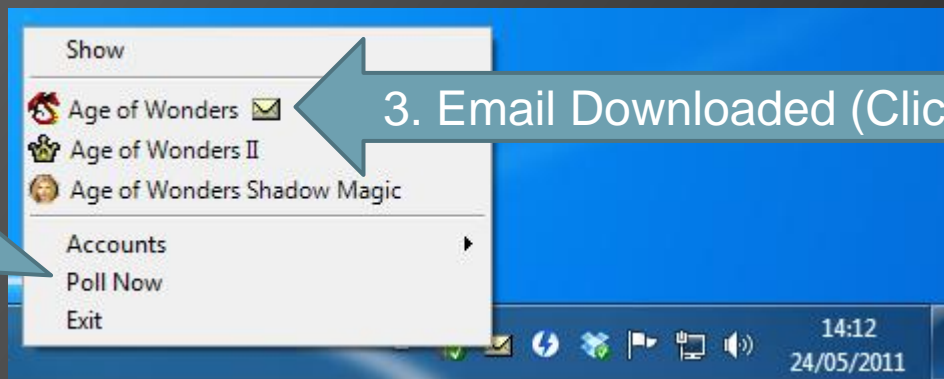 Show
Age of Wonders
3. Email Downloaded (Clic
Age of Wonders II
Age of Wonders Shadow Magic
Accounts
Poll Now
Exit
14:12
24/05/2011